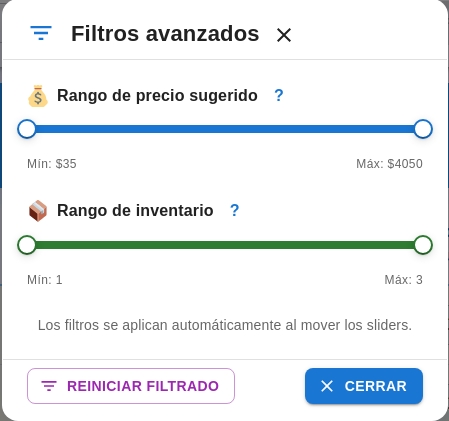 Filtros avanzados
Rango de precio sugerido ?
Mín: $35 Máx: $4050
Rango de inventario ?
Mín: 1 Máx: 3
Los filtros se aplican automáticamente al mover los sliders.
REINICIAR FILTRADO CERRAR